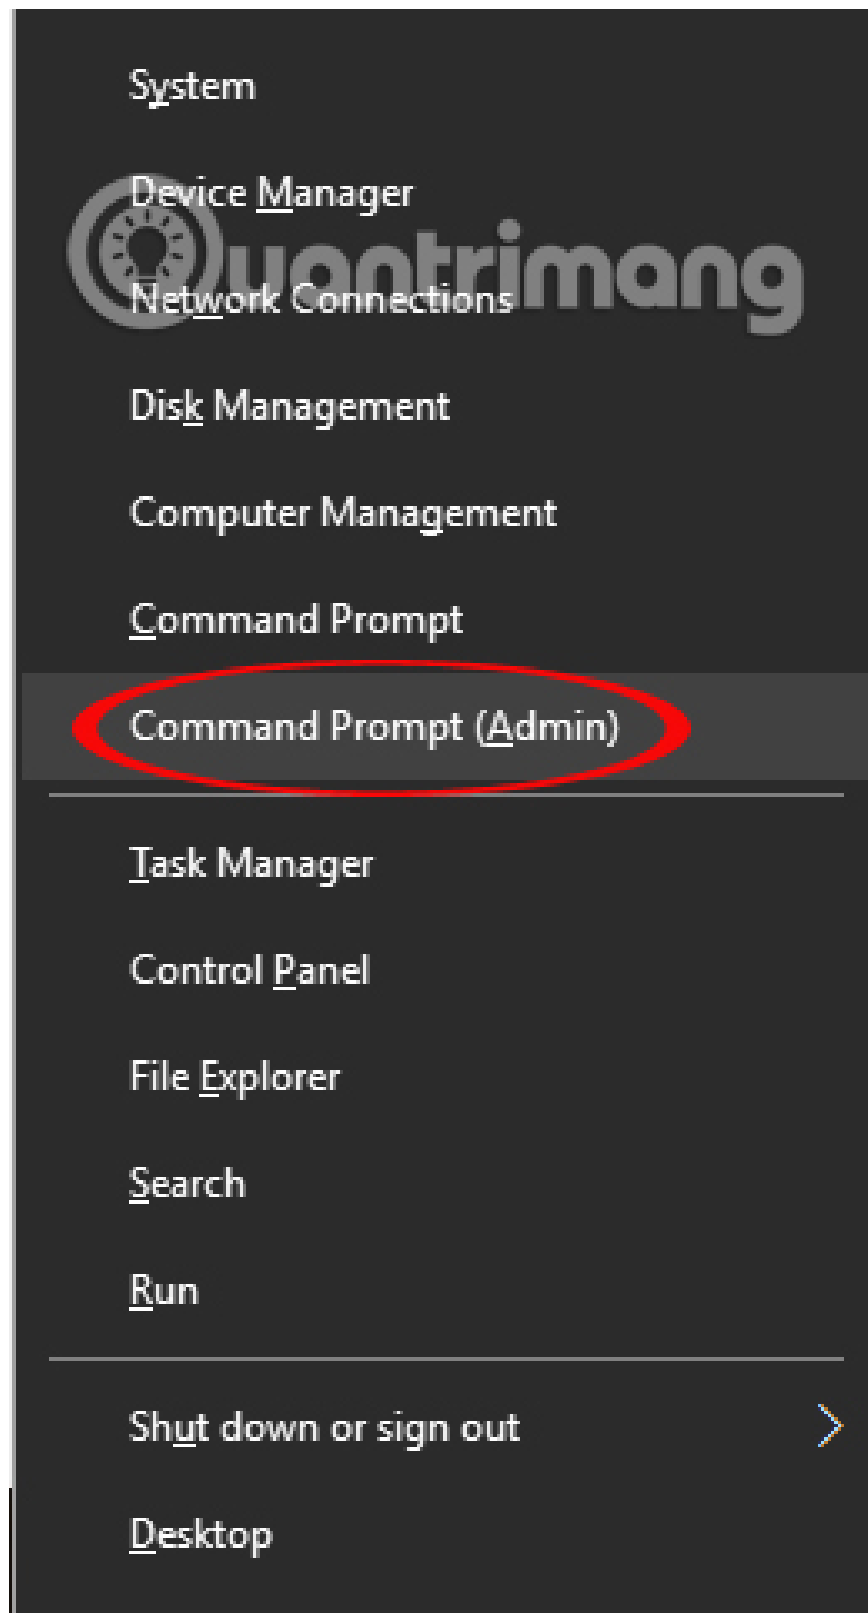 System
Device Manager
Quantrimang
Network Connections
Disk Management
Computer Management
Command Prompt
Command Prompt (Admin)
Task Manager
Control Panel
File Explorer
Search
Run
Shut down or sign out
Desktop